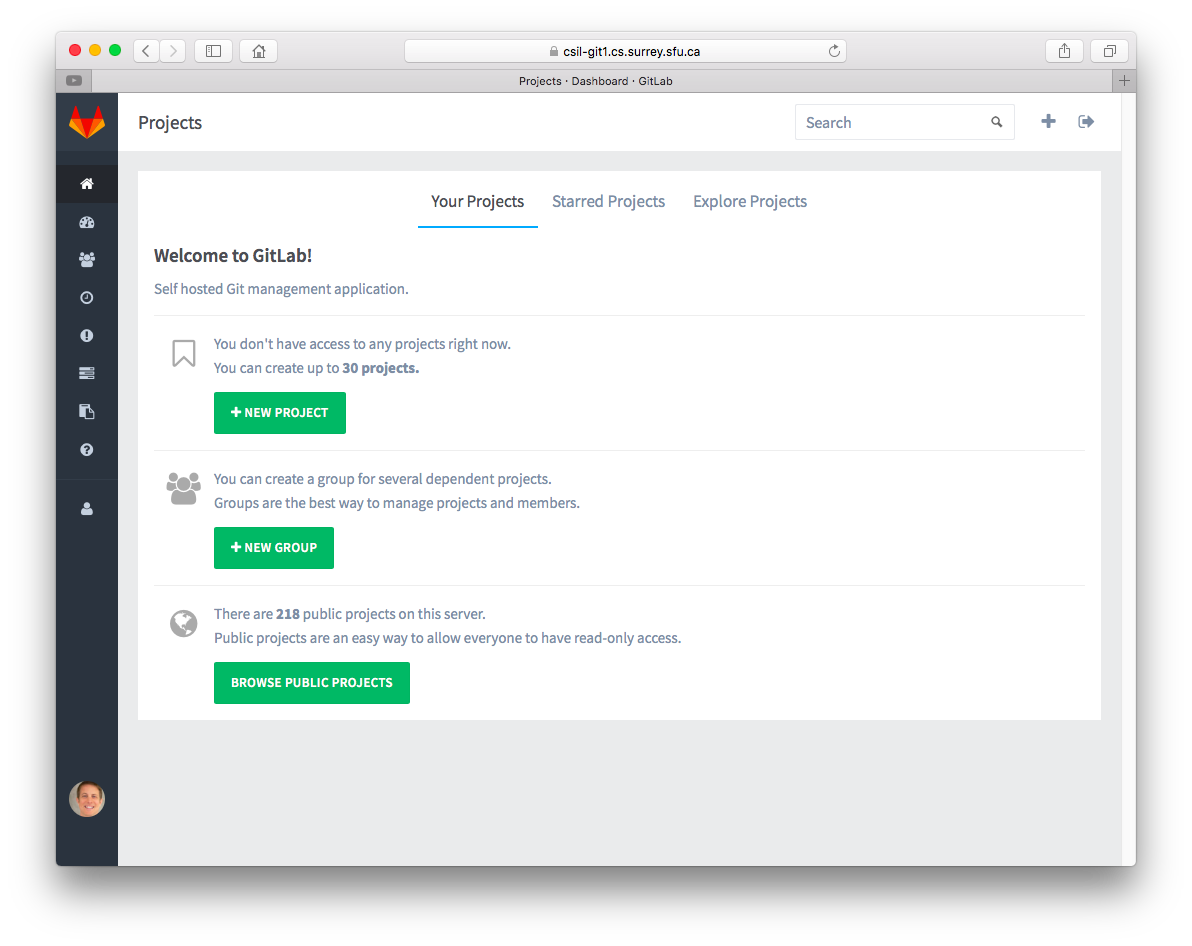 csil-git1.cs.surrey.sfu.ca
Projects · Dashboard · GitLab
Projects
Search
Your Projects
Starred Projects
Explore Projects
Welcome to GitLab!
Self hosted Git management application.
You don't have access to any projects right now.
You can create up to 30 projects.
NEW PROJECT
You can create a group for several dependent projects.
Groups are the best way to manage projects and members.
NEW GROUP
There are 218 public projects on this server.
Public projects are an easy way to allow everyone to have read-only access.
BROWSE PUBLIC PROJECTS